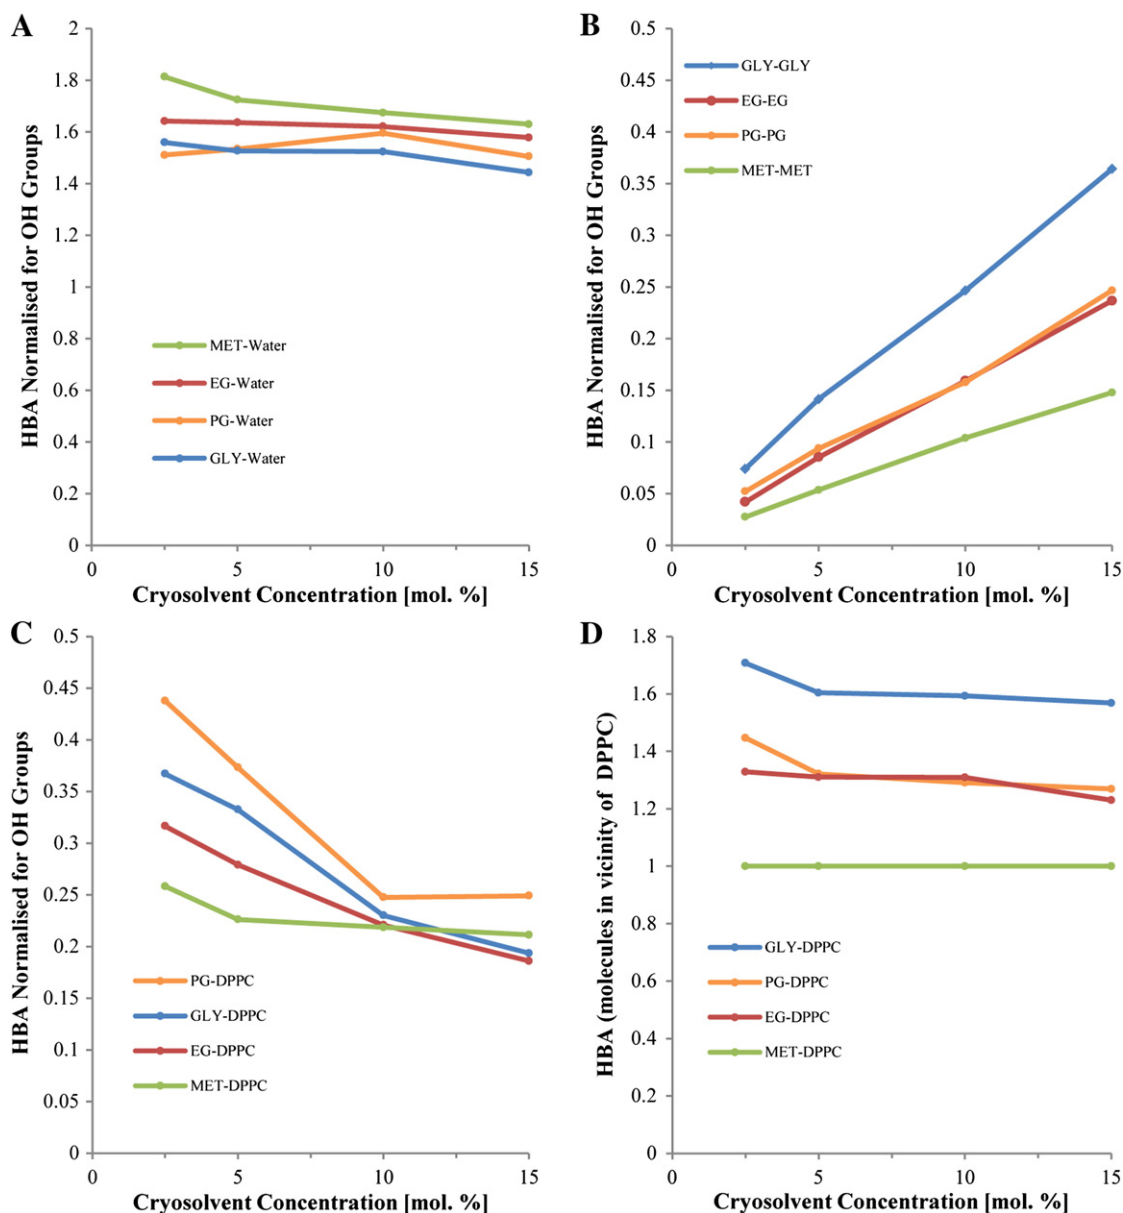 A
HBA Normalised for OH Groups
2
1.8
1.6
1.4
1.2
1
0.8
0.6
0.4
0.2
0
MET-Water
EG-Water
PG-Water
GLY-Water
0 5 10 15
Cryosolvent Concentration [mol. %]
B
HBA Normalised for OH Groups
0.5
0.45
0.4
0.35
0.3
0.25
0.2
0.15
0.1
0.05
0
GLY-GLY
EG-EG
PG-PG
MET-MET
0 5 10 15
Cryosolvent Concentration [mol. %]
C
HBA Normalised for OH Groups
0.5
0.45
0.4
0.35
0.3
0.25
0.2
0.15
0.1
0.05
0
PG-DPPC
GLY-DPPC
EG-DPPC
MET-DPPC
0 5 10 15
Cryosolvent Concentration [mol. %]
D
HBA (molecules in vicinity of DPPC)
1.8
1.6
1.4
1.2
1
0.8
0.6
0.4
0.2
0
GLY-DPPC
PG-DPPC
EG-DPPC
MET-DPPC
0 5 10 15
Cryosolvent Concentration [mol. %]